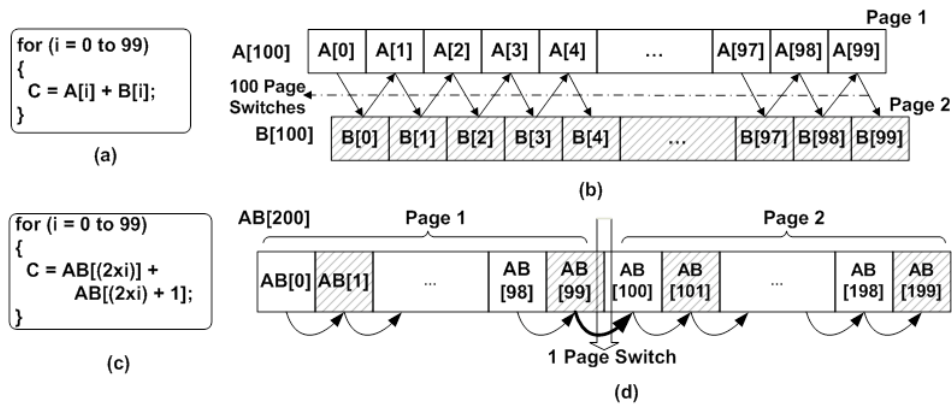 for (i = 0 to 99)
{
C = A[i] + B[i];
}
(a)
Page 1
A[100] A[0] A[1] A[2] A[3] A[4] ... A[97] A[98] A[99]
100 Page
Switches
Page 2
B[100] B[0] B[1] B[2] B[3] B[4] ... B[97] B[98] B[99]
(b)
for (i = 0 to 99)
{
C = AB[(2xi)] +
AB[(2xi) + 1];
}
(c)
AB[200] Page 1 Page 2
AB[0] AB[1] ... AB [98] AB [99] AB [100] AB [101] ... AB [198] AB [199]
1 Page Switch
(d)